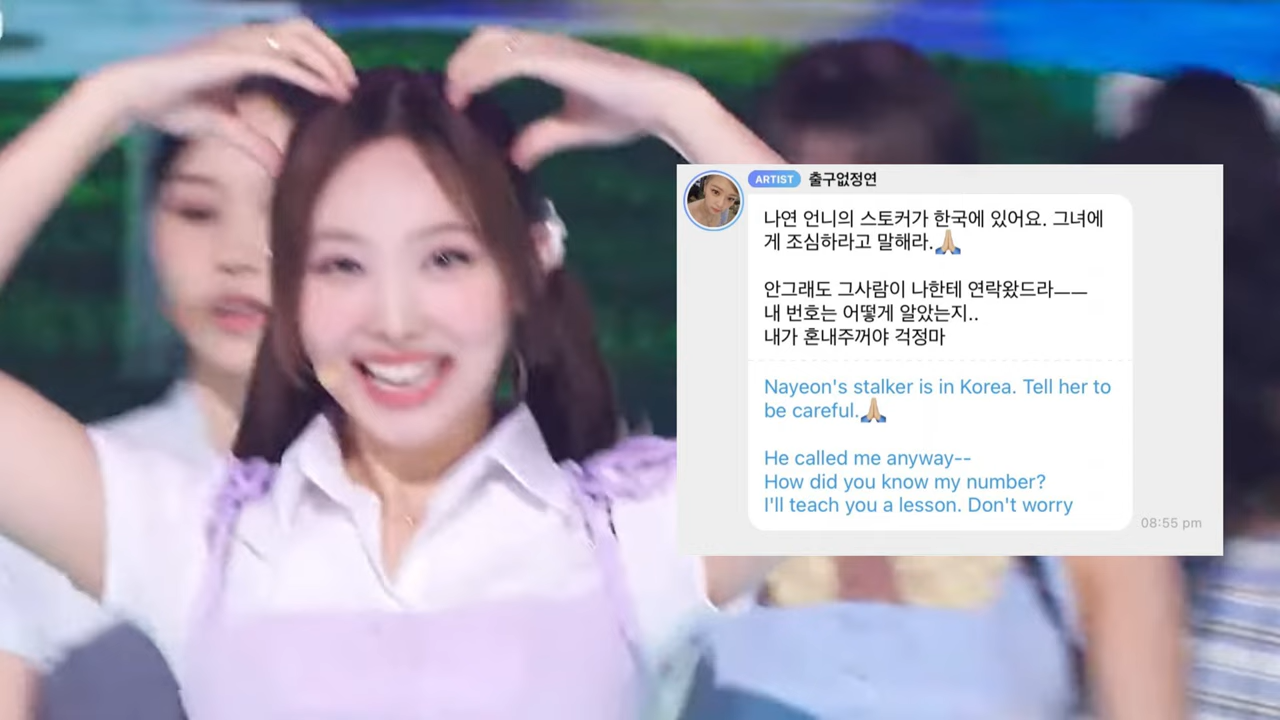 ARTIST 출구없정연
나연 언니의 스토커가 한국에 있어요. 그녀에
게 조심하라고 말해라.🙏🏼
안그래도 그사람이 나한테 연락왔드라ㅡㅡ
내 번호는 어떻게 알았는지..
내가 혼내주꺼야 걱정마
Nayeon's stalker is in Korea. Tell her to
be careful.🙏🏼
He called me anyway--
How did you know my number?
I'll teach you a lesson. Don't worry
08:55 pm